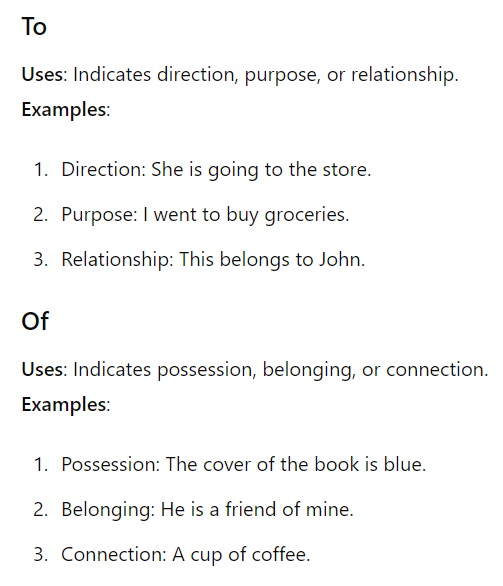 To
Uses: Indicates direction, purpose, or relationship.
Examples:
1. Direction: She is going to the store.
2. Purpose: I went to buy groceries.
3. Relationship: This belongs to John.
Of
Uses: Indicates possession, belonging, or connection.
Examples:
1. Possession: The cover of the book is blue.
2. Belonging: He is a friend of mine.
3. Connection: A cup of coffee.